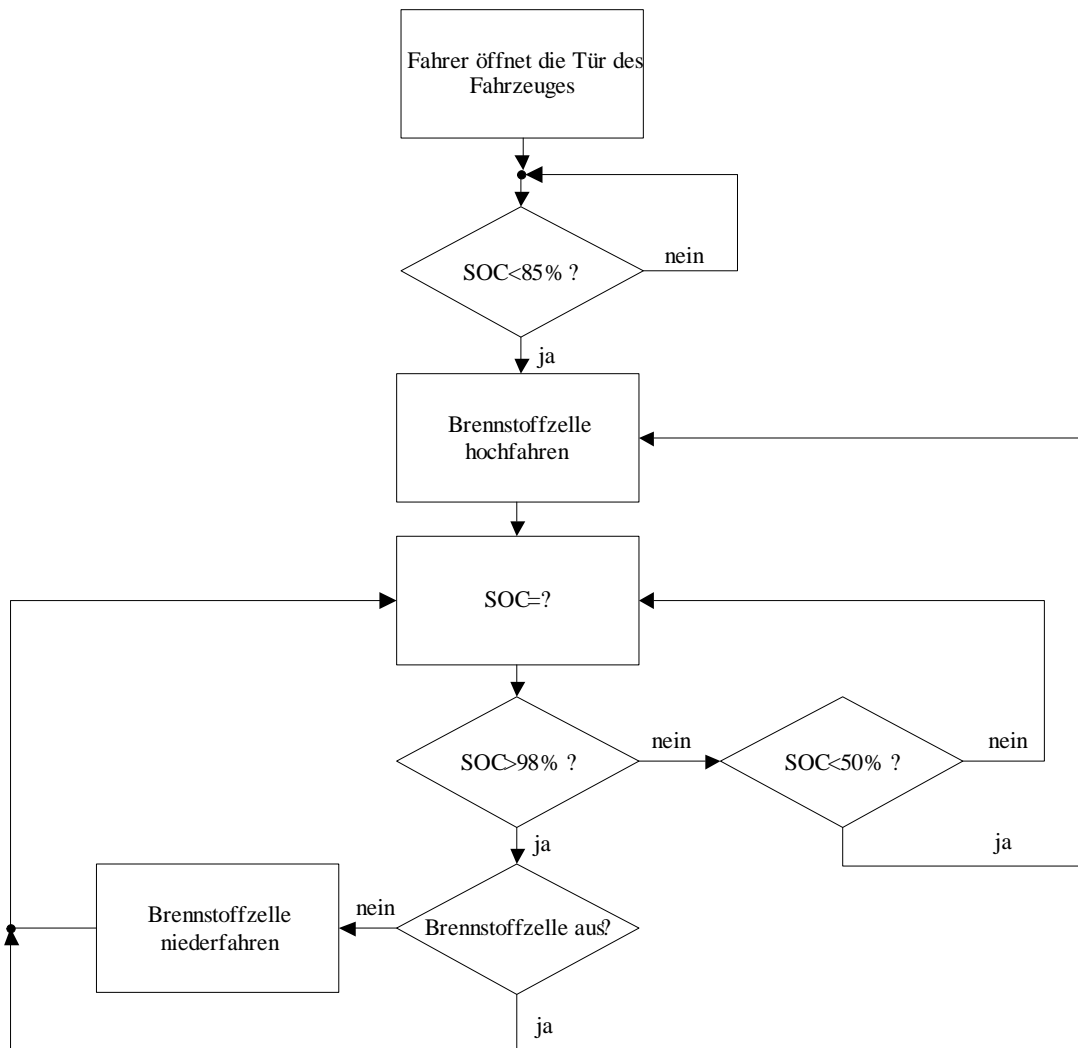 Fahrer öffnet die Tür des
Fahrzeuges
SOC<85% ?
nein
ja
Brennstoffzelle
hochfahren
SOC=?
SOC>98% ?
nein
SOC<50% ?
nein
ja
ja
Brennstoffzelle
niederfahren
nein
Brennstoffzelle aus?
ja